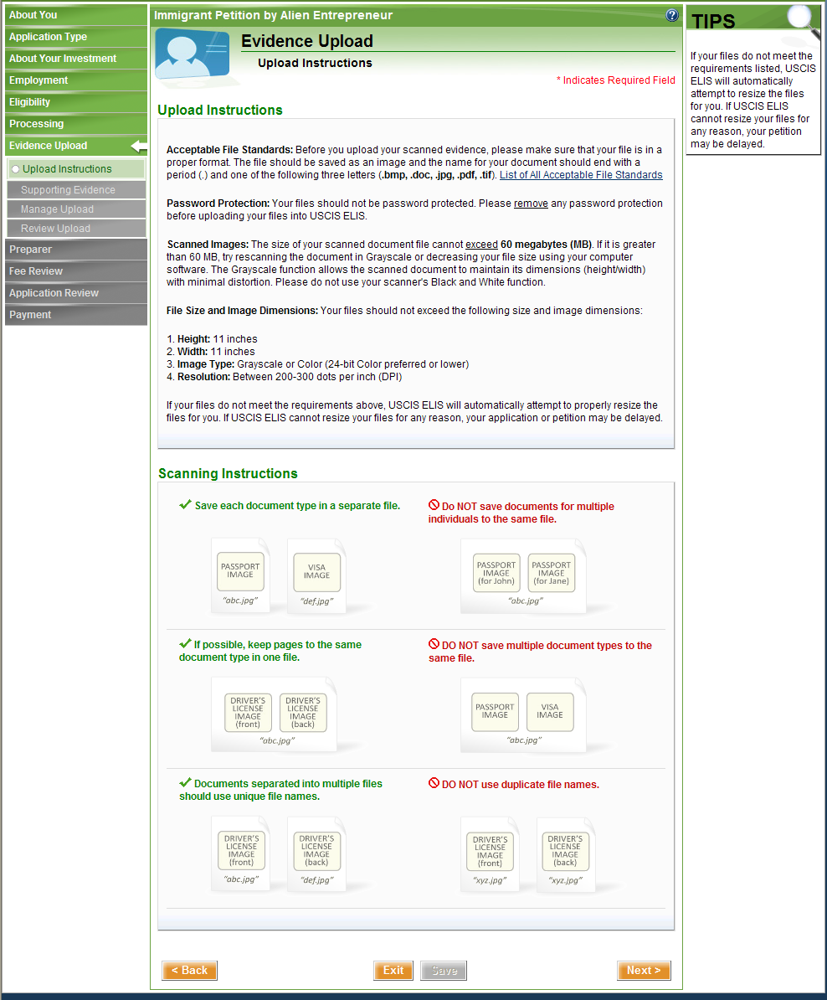 About You
Application Type
About Your Investment
Employment
Eligibility
Processing
Evidence Upload
Upload Instructions
Supporting Evidence
Manage Upload
Review Upload
Preparer
Fee Review
Application Review
Payment
Immigrant Petition by Alien Entrepreneur
?
Evidence Upload
Upload Instructions
* Indicates Required Field
Upload Instructions
Acceptable File Standards: Before you upload your scanned evidence, please make sure that your file is in a
proper format. The file should be saved as an image and the name for your document should end with a
period (.) and one of the following three letters (.bmp, .doc, .jpg, .pdf, .tif). List of All Acceptable File Standards
Password Protection: Your files should not be password protected. Please remove any password protection
before uploading your files into USCIS ELIS.
Scanned Images: The size of your scanned document file cannot exceed 60 megabytes (MB). If it is greater
than 60 MB, try rescanning the document in Grayscale or decreasing your file size using your computer
software. The Grayscale function allows the scanned document to maintain its dimensions (height/width)
with minimal distortion. Please do not use your scanner's Black and White function.
File Size and Image Dimensions: Your files should not exceed the following size and image dimensions:
1. Height: 11 inches
2. Width: 11 inches
3. Image Type: Grayscale or Color (24-bit Color preferred or lower)
4. Resolution: Between 200-300 dots per inch (DPI)
If your files do not meet the requirements above, USCIS ELIS will automatically attempt to properly resize the
files for you. If USCIS ELIS cannot resize your files for any reason, your application or petition may be delayed.
Scanning Instructions
Save each document type in a separate file.
PASSPORT
IMAGE
"abc.jpg"
VISA
IMAGE
"def.jpg"
Do NOT save documents for multiple
individuals to the same file.
PASSPORT
IMAGE
(for John)
PASSPORT
IMAGE
(for Jane)
"abc.jpg"
If possible, keep pages to the same
document type in one file.
DRIVER'S
LICENSE
IMAGE
(front)
DRIVER'S
LICENSE
IMAGE
(back)
"abc.jpg"
DO NOT save multiple document types to the
same file.
PASSPORT
IMAGE
VISA
IMAGE
"abc.jpg"
Documents separated into multiple files
should use unique file names.
DRIVER'S
LICENSE
IMAGE
(front)
"abc.jpg"
DRIVER'S
LICENSE
IMAGE
(back)
"def.jpg"
DO NOT use duplicate file names.
DRIVER'S
LICENSE
IMAGE
(front)
"xyz.jpg"
DRIVER'S
LICENSE
IMAGE
(back)
"xyz.jpg"
< Back
Exit
Save
Next >
TIPS
If your files do not meet the
requirements listed, USCIS
ELIS will automatically
attempt to resize the files
for you. If USCIS ELIS
cannot resize your files for
any reason, your petition
may be delayed.